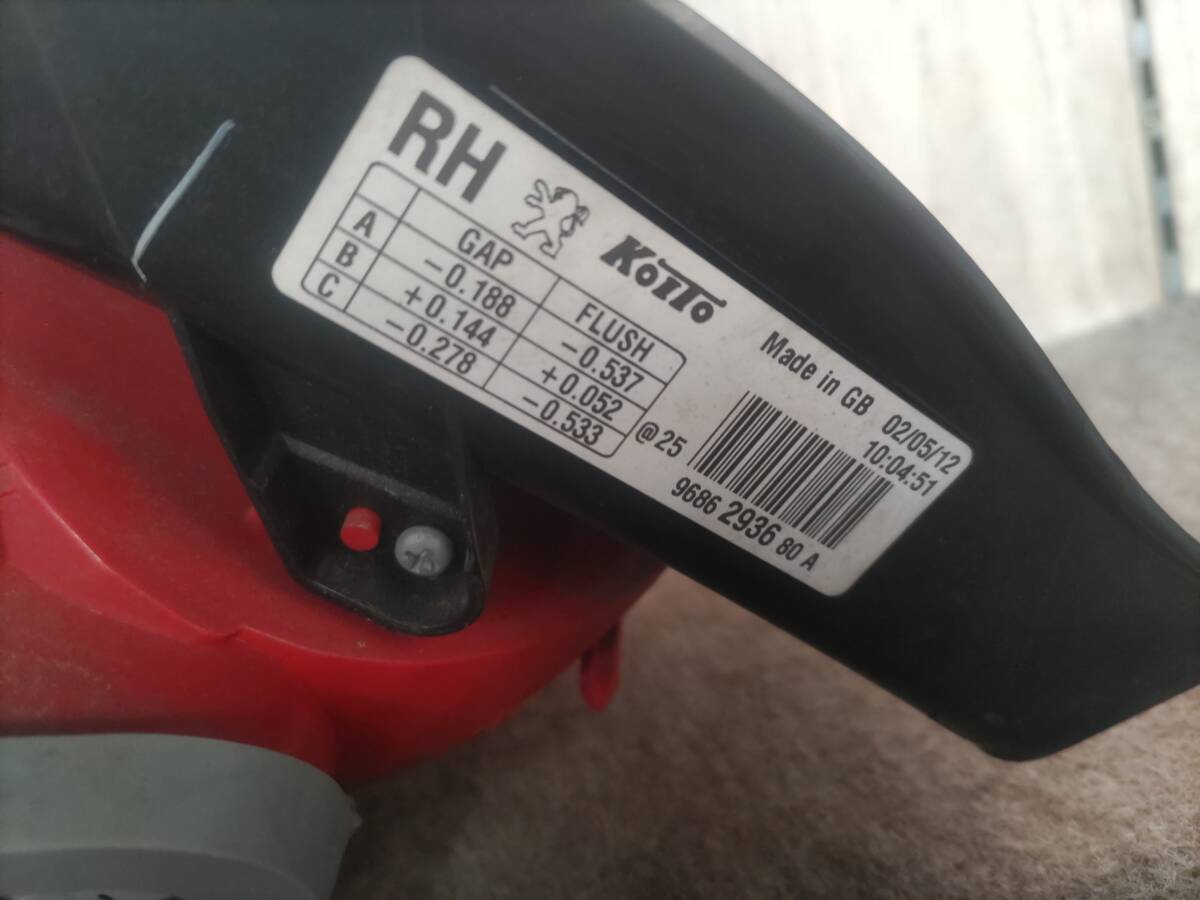 RH
KOITO
GAP FLUSH
A -0.188 -0.537
B +0.144 +0.052
C -0.278 -0.533
@25
Made in GB 02/05/12
10:04:51
9686 2936 80 A